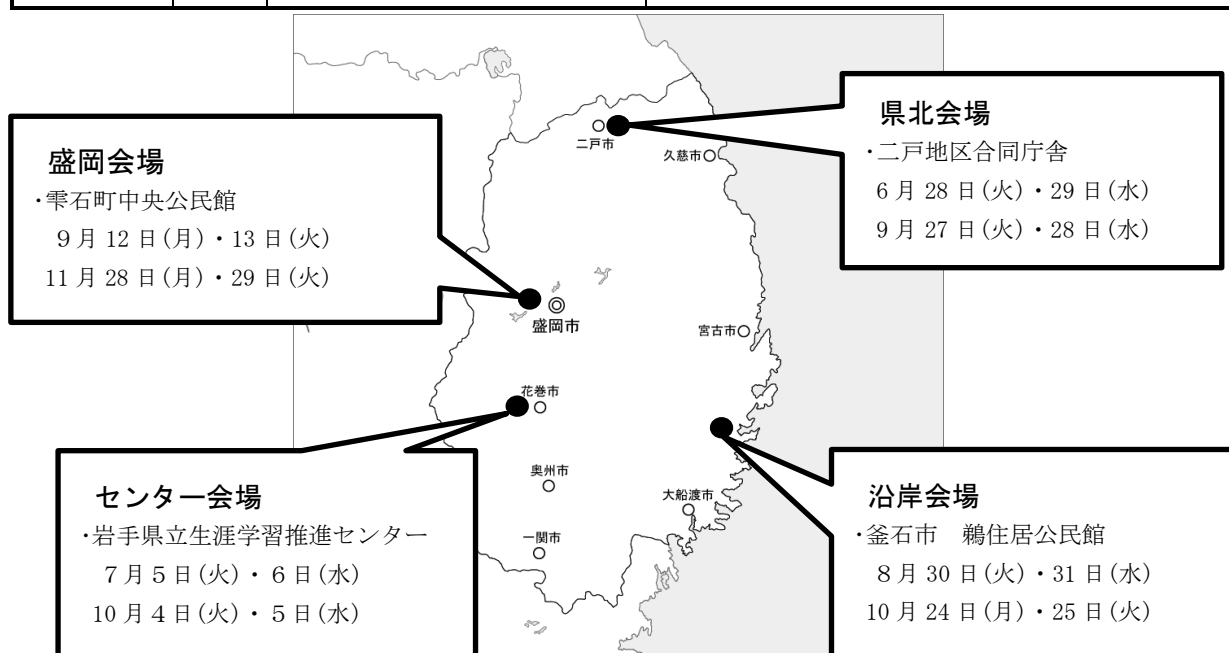 県北会場
・二戸地区合同庁舎
6月28日(火)・29日(水)
9月27日(火)・28日(水)
盛岡会場
・雫石町中央公民館
9月12日(月)・13日(火)
11月28日(月)・29日(火)
二戸市
久慈市
盛岡市
宮古市
花巻市
奥州市
大船渡市
一関市
センター会場
・岩手県立生涯学習推進センター
7月5日(火)・6日(水)
10月4日(火)・5日(水)
沿岸会場
・釜石市　鵜住居公民館
8月30日(火)・31日(水)
10月24日(月)・25日(火)